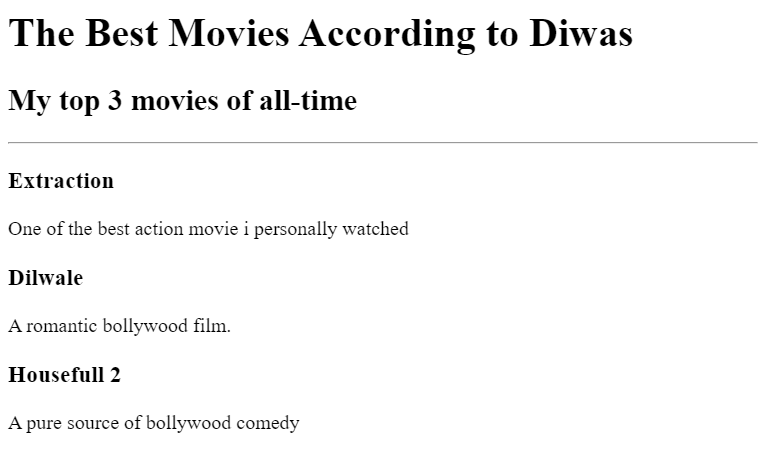 The Best Movies According to Diwas
My top 3 movies of all-time
Extraction
One of the best action movie i personally watched
Dilwale
A romantic bollywood film.
Housefull 2
A pure source of bollywood comedy